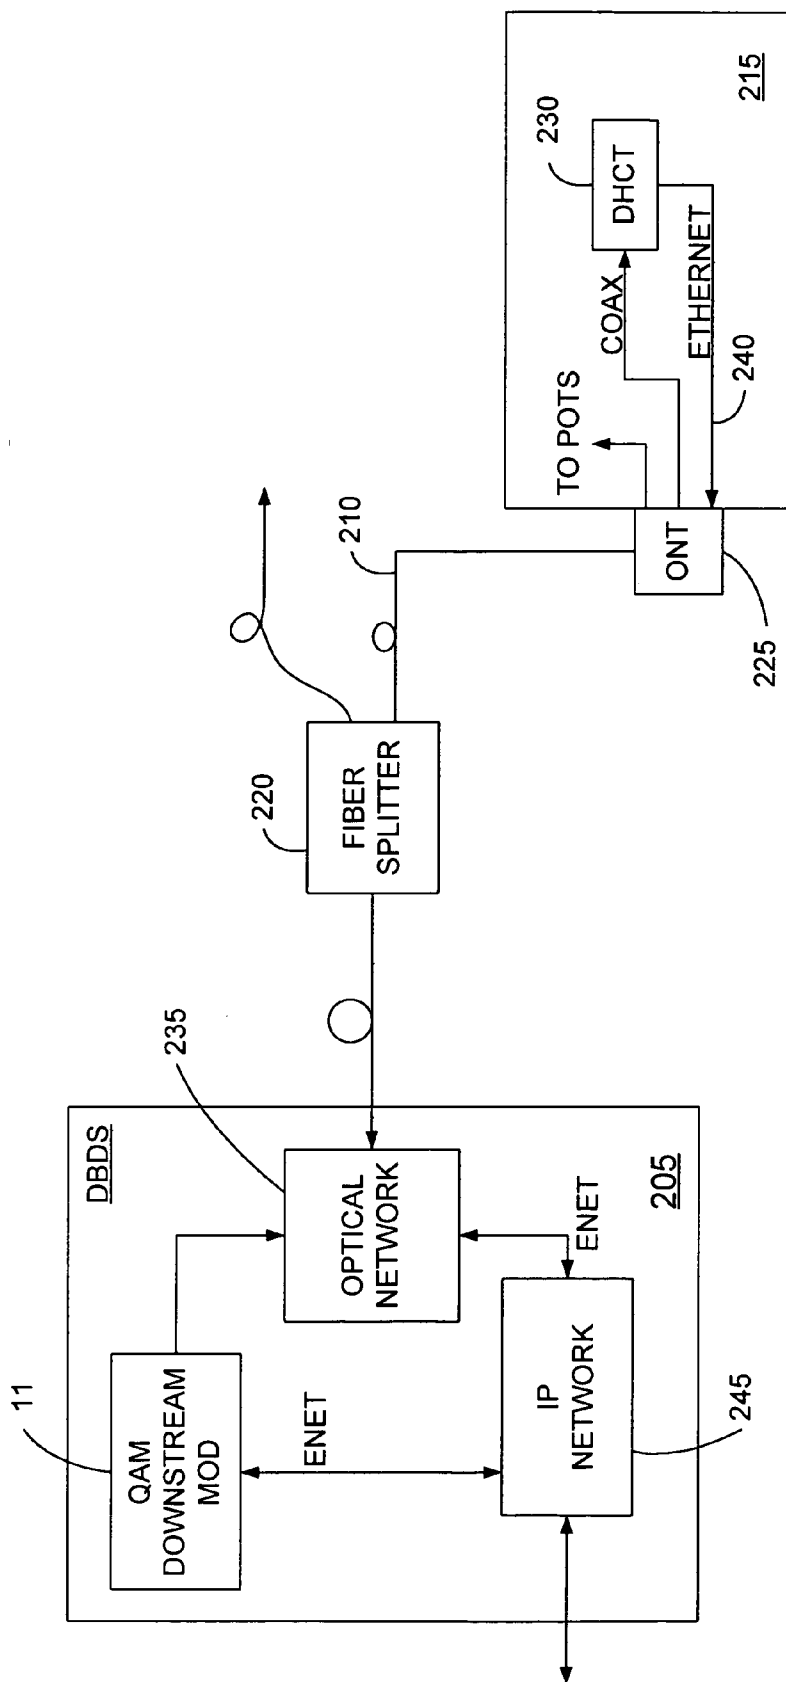 DBDS
11
QAM
DOWNSTREAM
MOD
235
OPTICAL
NETWORK
ENET
ENET
IP
NETWORK
245
205
220
FIBER
SPLITTER
210
ONT
225
TO POTS
COAX
ETHERNET
240
230
DHCT
215